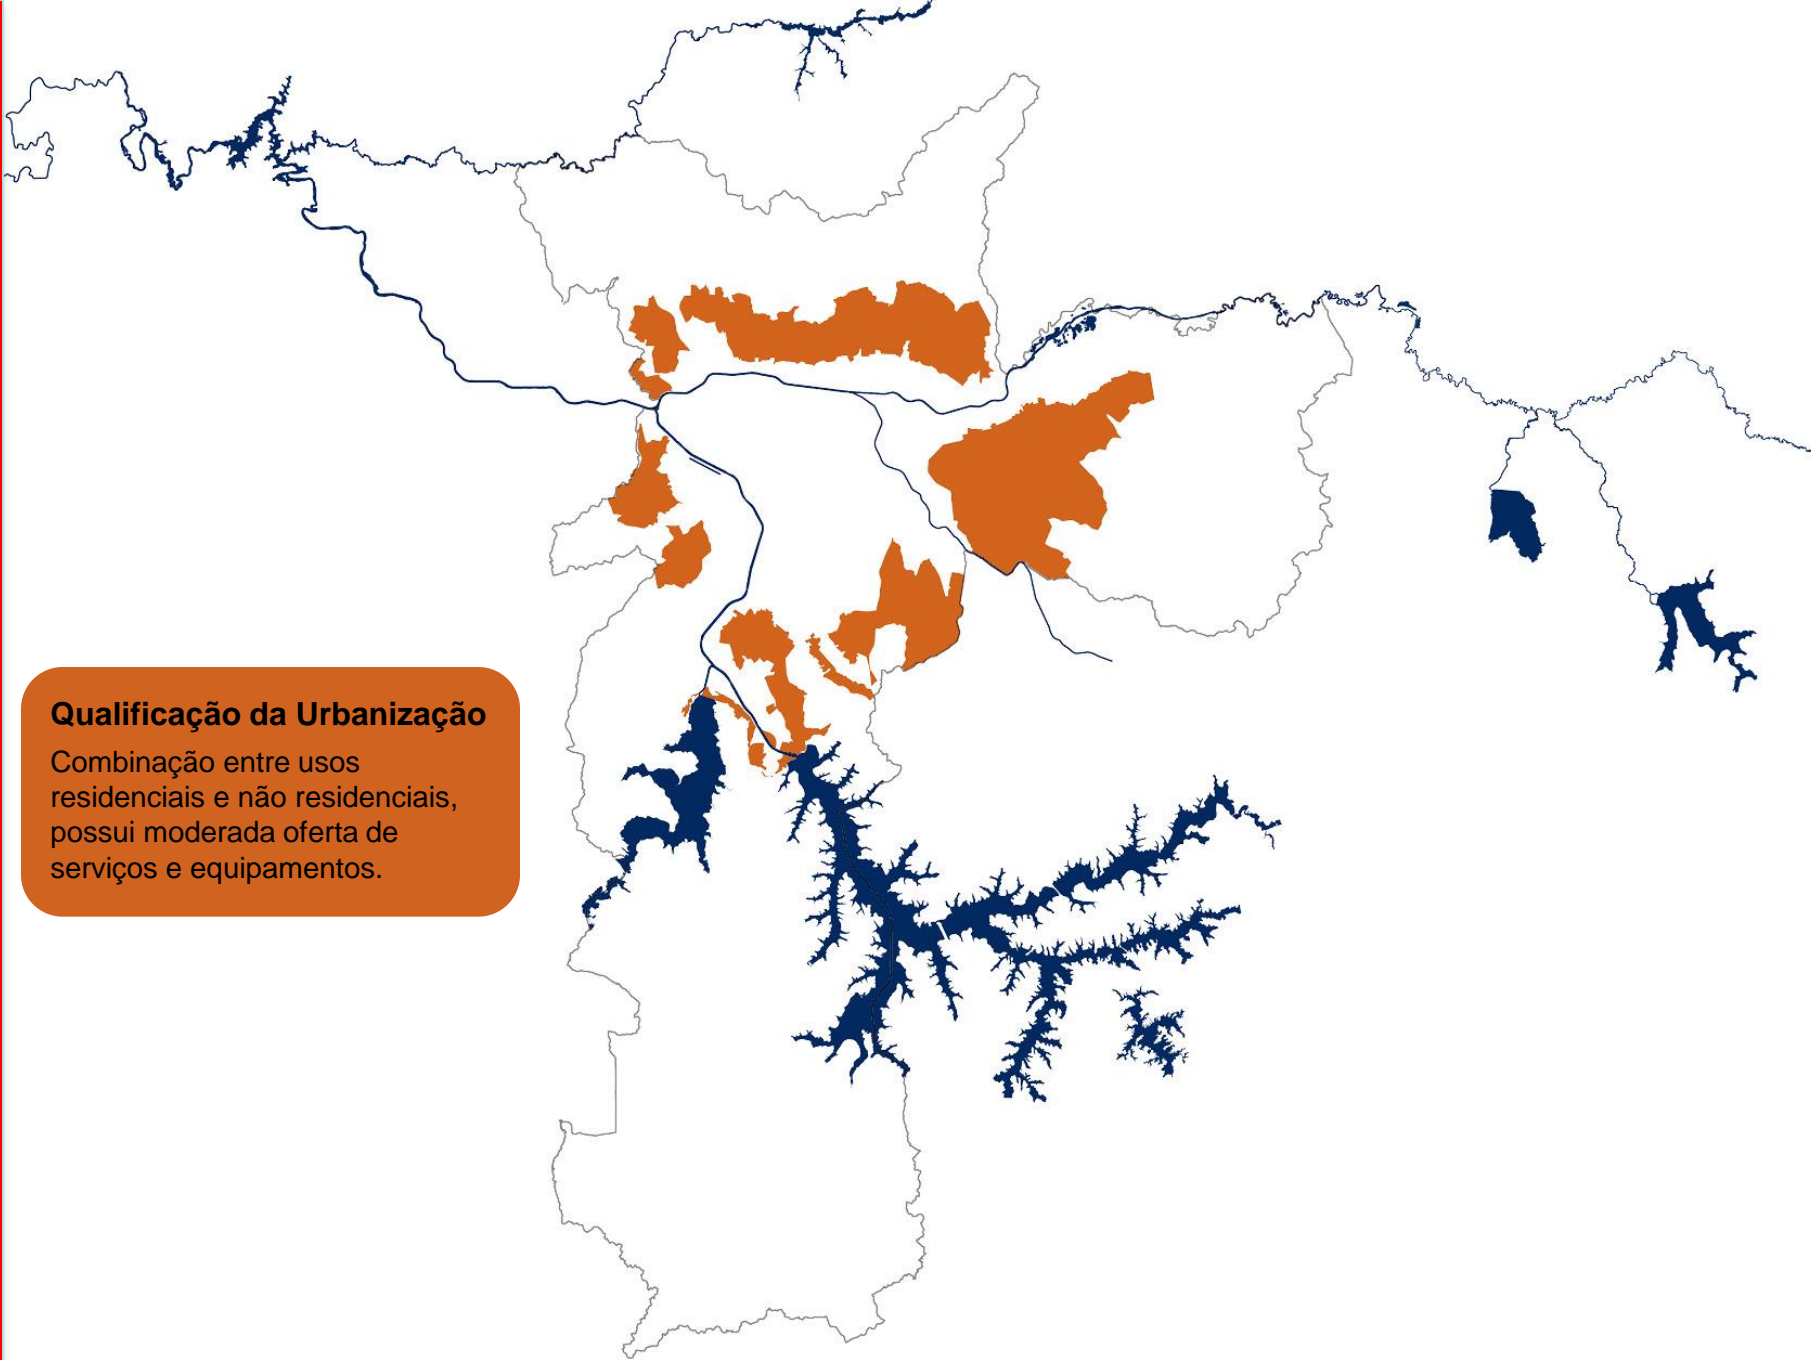 Qualificação da Urbanização
Combinação entre usos
residenciais e não residenciais,
possui moderada oferta de
serviços e equipamentos.